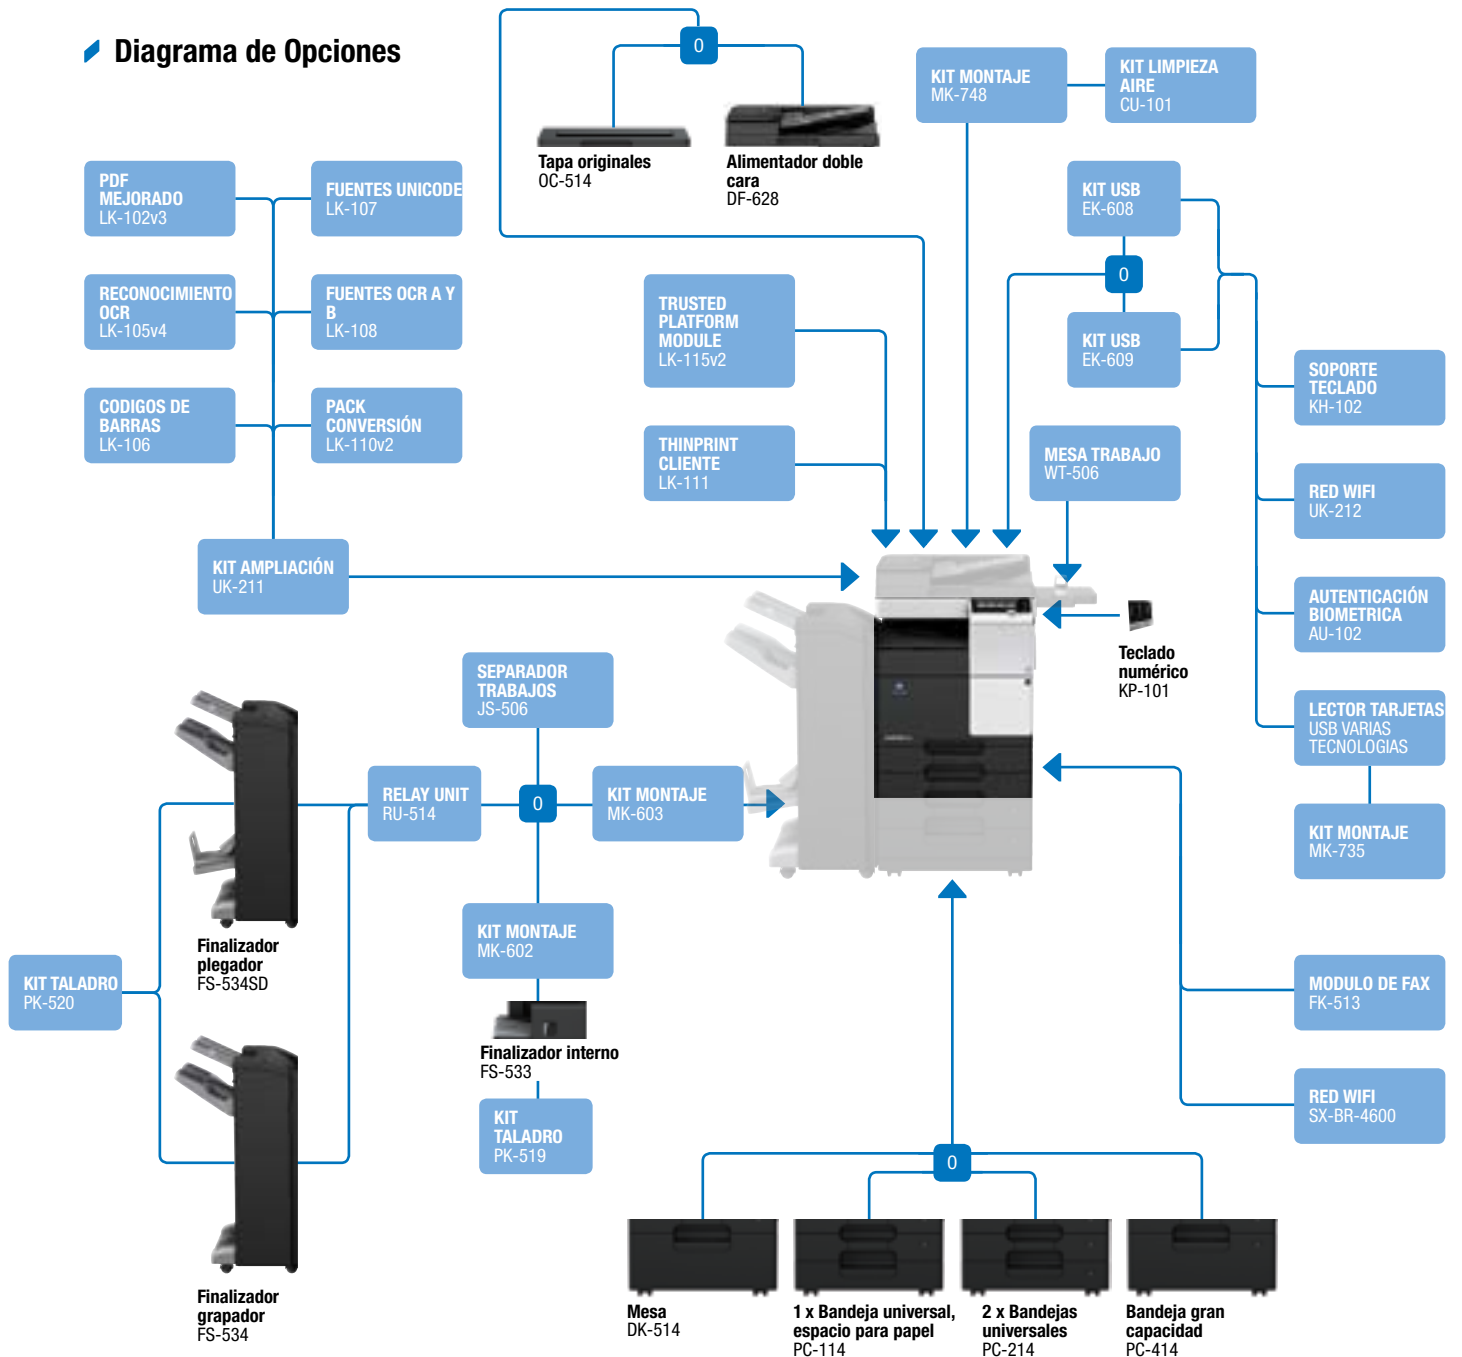 Diagrama de Opciones
0
Tapa originales
OC-514
Alimentador doble
cara
DF-628
KIT MONTAJE
MK-748
KIT LIMPIEZA
AIRE
CU-101
PDF
MEJORADO
LK-102v3
FUENTES UNICODE
LK-107
RECONOCIMIENTO
OCR
LK-105v4
FUENTES OCR A Y
B
LK-108
CODIGOS DE
BARRAS
LK-106
PACK
CONVERSIÓN
LK-110v2
KIT AMPLIACIÓN
UK-211
TRUSTED
PLATFORM
MODULE
LK-115v2
THINPRINT
CLIENTE
LK-111
KIT USB
EK-608
0
KIT USB
EK-609
MESA TRABAJO
WT-506
SOPORTE
TECLADO
KH-102
RED WIFI
UK-212
AUTENTICACIÓN
BIOMETRICA
AU-102
LECTOR TARJETAS
USB VARIAS
TECNOLOGIAS
KIT MONTAJE
MK-735
Teclado
numérico
KP-101
SEPARADOR
TRABAJOS
JS-506
RELAY UNIT
RU-514
0
KIT MONTAJE
MK-603
KIT MONTAJE
MK-602
Finalizador interno
FS-533
KIT
TALADRO
PK-519
Finalizador
plegador
FS-534SD
KIT TALADRO
PK-520
Finalizador
grapador
FS-534
MODULO DE FAX
FK-513
RED WIFI
SX-BR-4600
0
Mesa
DK-514
1 x Bandeja universal,
espacio para papel
PC-114
2 x Bandejas
universales
PC-214
Bandeja gran
capacidad
PC-414